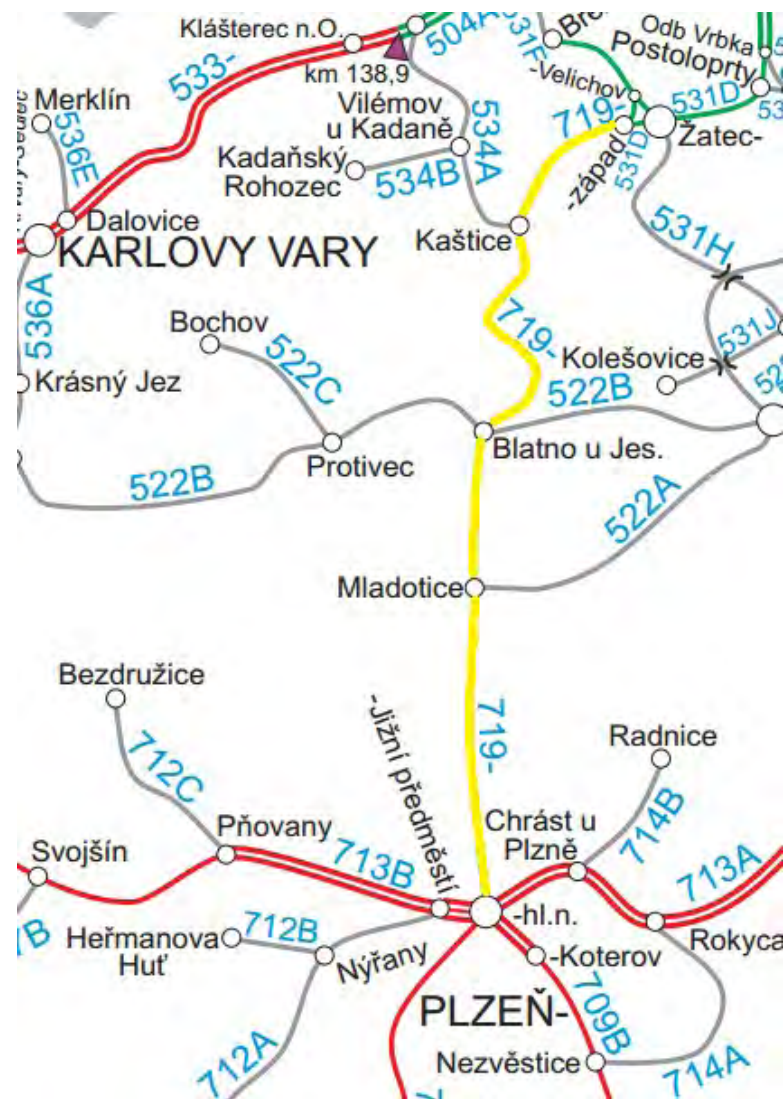 Klášterec n.O.
504A
531F
Odb Vrbka
Postoloprty
533-
km 138,9
-Velichov
Merklín
Vilémov
u Kadaně
719-
531D
Žatec-
536E
Kadaňský
Rohozec
534A
534B
-západ
531D
Dalovice
KARLOVY VARY
Kaštice
531H
536A
Bochov
719-
531J
Kolešovice
522C
522B
Krásný Jez
Protivec
Blatno u Jes.
522B
522A
Mladotice
Bezdružice
719-
-Jižní předměstí
Radnice
712C
714B
Chrást u
Plzně
Pňovany
713A
Svojšín
713B
-hl.n.
Heřmanova
Huť
712B
Nýřany
-Koterov
Rokyca
PLZEŇ-
709B
712A
Nezvěstice
714A